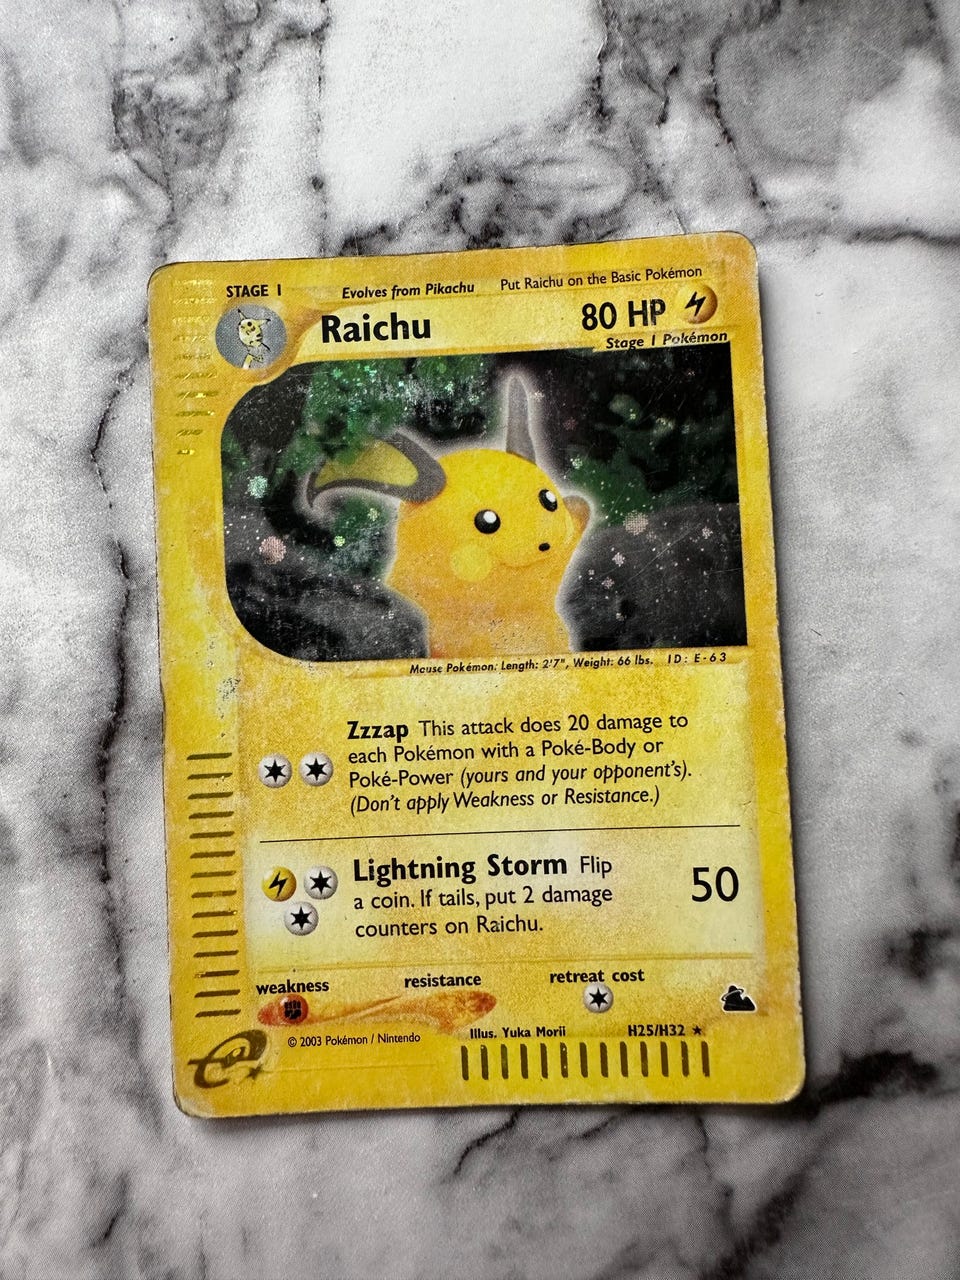 STAGE 1 Evolves from Pikachu Put Raichu on the Basic Pokémon
Raichu 80 HP
Stage 1 Pokémon
Mouse Pokémon: Length: 2'7", Weight: 66 lbs. ID: E-63
Zzzap This attack does 20 damage to
each Pokémon with a Poké-Body or
Poké-Power (yours and your opponent's).
(Don't apply Weakness or Resistance.)
Lightning Storm Flip
a coin. If tails, put 2 damage
counters on Raichu.
50
weakness resistance retreat cost
© 2003 Pokémon / Nintendo Illus. Yuka Morii H25/H32 ★
e